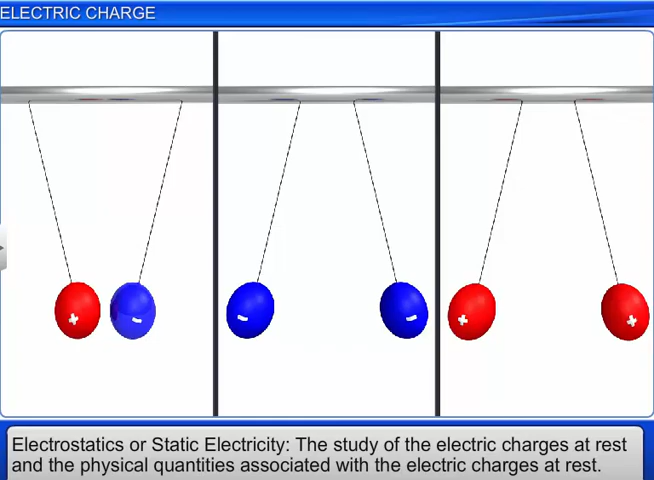 ELECTRIC CHARGE
+ - - - + +
Electrostatics or Static Electricity: The study of the electric charges at rest
and the physical quantities associated with the electric charges at rest.